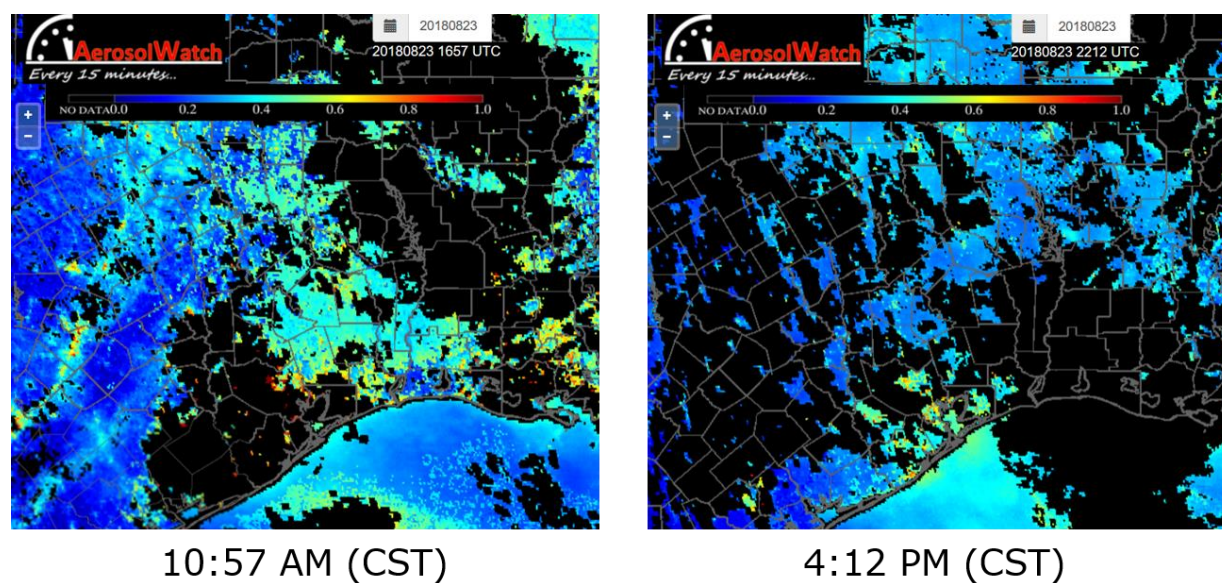 20180823
AerosolWatch
20180823 1657 UTC
Every 15 minutes...
+
NO DATA 0.0 0.2 0.4 0.6 0.8 1.0
−
20180823
AerosolWatch
20180823 2212 UTC
Every 15 minutes...
+
NO DATA 0.0 0.2 0.4 0.6 0.8 1.0
−
10:57 AM (CST)
4:12 PM (CST)